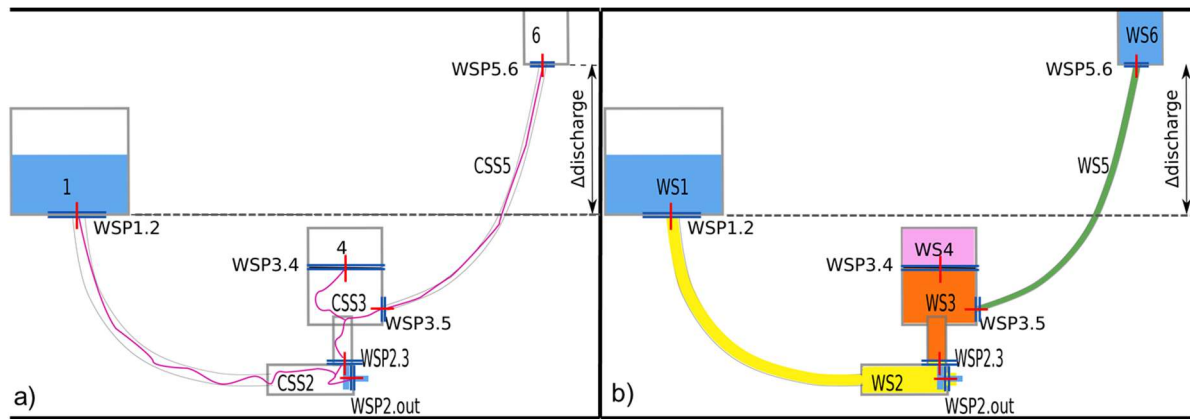 6
WSP5.6
Δdischarge
CSS5
1
WSP1.2
4
WSP3.4
CSS3
WSP3.5
WSP2.3
CSS2
WSP2.out
a)
WS6
WSP5.6
Δdischarge
WS5
WS1
WSP1.2
WS4
WSP3.4
WS3
WSP3.5
WSP2.3
WS2
WSP2.out
b)